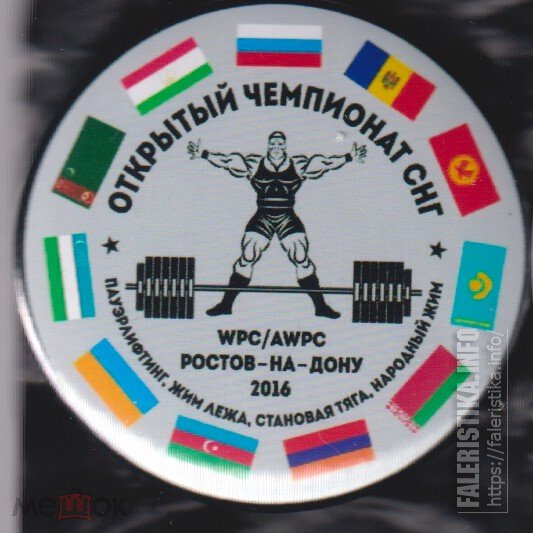 ОТКРЫТЫЙ ЧЕМПИОНАТ СНГ
WPC/AWPC
РОСТОВ-НА-ДОНУ
2016
ПАУЭРЛИФТИНГ, ЖИМ ЛЕЖА, СТАНОВАЯ ТЯГА, НАРОДНЫЙ ЖИМ
FALERISTIKA.INFO
https://faleristika.info/
мешок